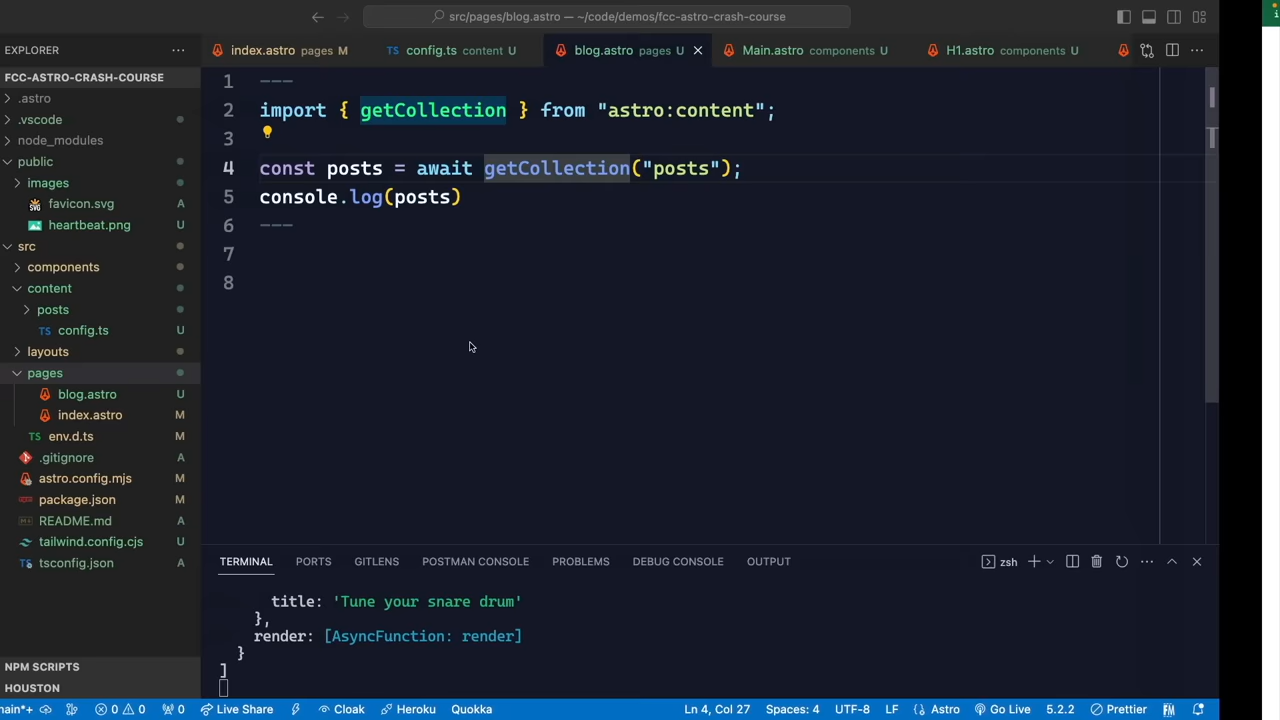 src/pages/blog.astro — ~/code/demos/fcc-astro-crash-course
EXPLORER
index.astro pages M
config.ts content U
blog.astro pages U
Main.astro components U
H1.astro components U
FCC-ASTRO-CRASH-COURSE
.astro
.vscode
node_modules
public
images
favicon.svg A
heartbeat.png U
src
components
content
posts
TS config.ts U
layouts
pages
blog.astro U
index.astro M
TS env.d.ts M
.gitignore A
astro.config.mjs M
package.json M
README.md A
tailwind.config.cjs U
tsconfig.json A
NPM SCRIPTS
HOUSTON
1 ---
2 import { getCollection } from "astro:content";
3
4 const posts = await getCollection("posts");
5 console.log(posts)
6 ---
7
8
TERMINAL PORTS GITLENS POSTMAN CONSOLE PROBLEMS DEBUG CONSOLE OUTPUT zsh
title: 'Tune your snare drum'
},
render: [AsyncFunction: render]
}
]
main*+ 0 0 0 Live Share Cloak Heroku Quokka Ln 4, Col 27 Spaces: 4 UTF-8 LF {} Astro Go Live 5.2.2 Prettier